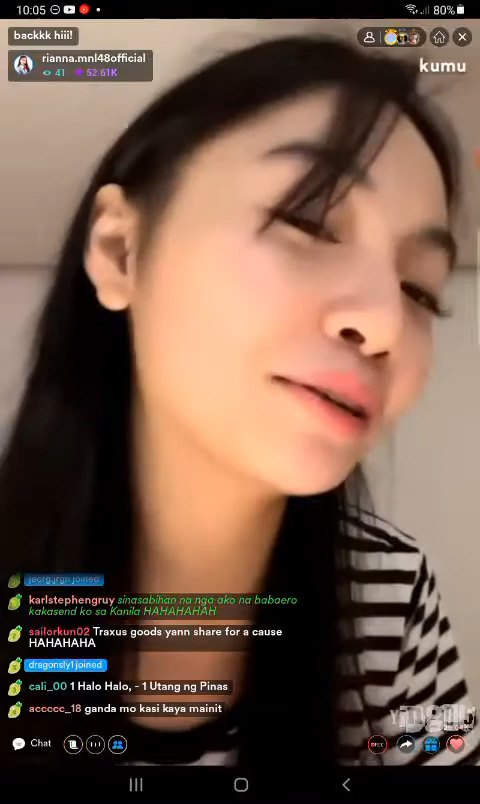 10:05
80%
backkk hiii!
rianna.mnl48official
41
52.61K
kumu
jeorg.jrgn joined
karlstephengruy sinasabihan na nga ako na babaero
kakasend ko sa Kanila HAHAHAHAH
sailorkun02 Traxus goods yann share for a cause
HAHAHAHA
dragonsly1 joined
cali_00 1 Halo Halo, - 1 Utang ng Pinas
accccc_18 ganda mo kasi kaya mainit
Chat